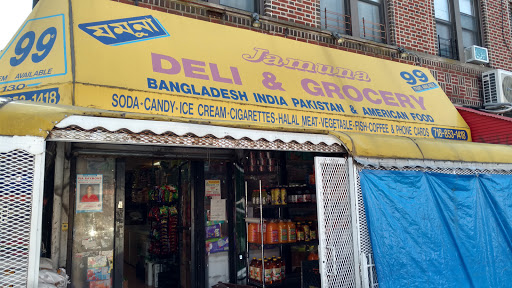 99
যমুনা
AVAILABLE
130
Jamuna
DELI & GROCERY
99
BANGLADESH INDIA PAKISTAN & AMERICAN FOOD
SODA-CANDY-ICE CREAM-CIGARETTES-HALAL MEAT-VEGETABLE-FISH-COFFEE & PHONE CARDS
718-853-1418